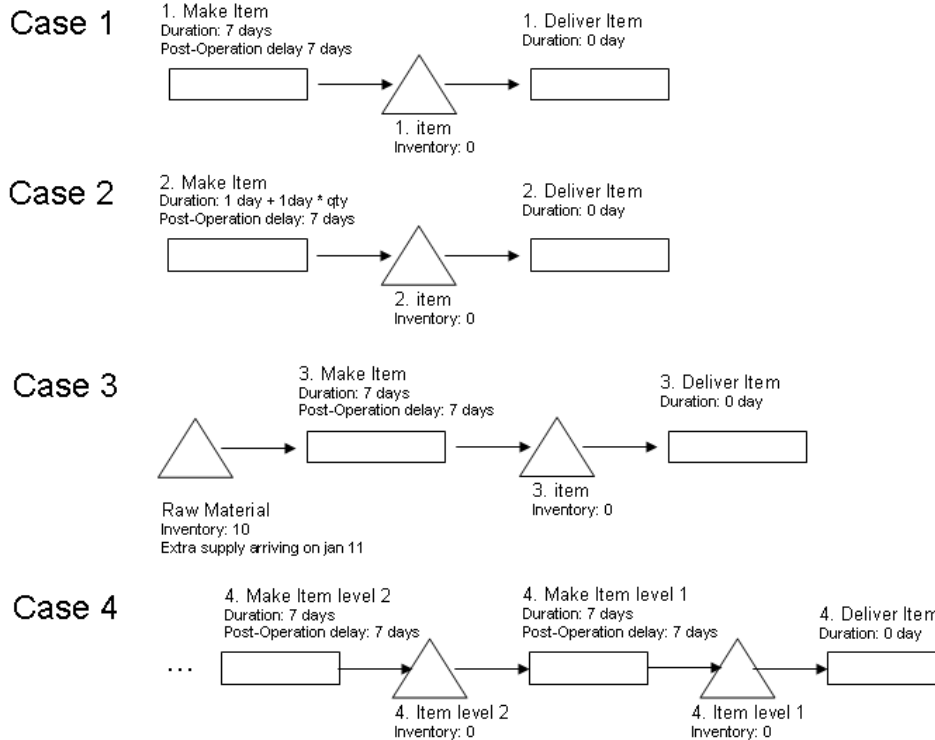 Case 1
1. Make Item
Duration: 7 days
Post-Operation delay 7 days
1. Deliver Item
Duration: 0 day
1. item
Inventory: 0
Case 2
2. Make Item
Duration: 1 day + 1day * qty
Post-Operation delay: 7 days
2. Deliver Item
Duration: 0 day
2. item
Inventory: 0
Case 3
3. Make Item
Duration: 7 days
Post-Operation delay: 7 days
3. Deliver Item
Duration: 0 day
3. item
Inventory: 0
Raw Material
Inventory: 10
Extra supply arriving on jan 11
Case 4
4. Make Item level 2
Duration: 7 days
Post-Operation delay: 7 days
4. Make Item level 1
Duration: 7 days
Post-Operation delay: 7 days
4. Deliver Item
Duration: 0 day
...
4. Item level 2
Inventory: 0
4. Item level 1
Inventory: 0